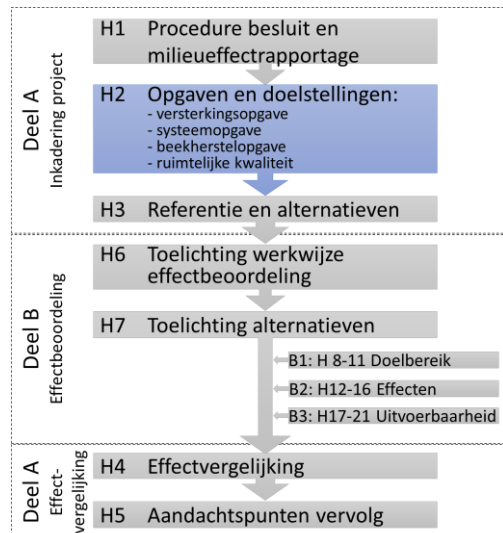 Deel A
Inkadering project
H1 Procedure besluit en
milieueffectrapportage
H2 Opgaven en doelstellingen:
- versterkingsopgave
- systeemopgave
- beekherstelopgave
- ruimtelijke kwaliteit
H3 Referentie en alternatieven
Deel B
Effectbeoordeling
H6 Toelichting werkwijze
effectbeoordeling
H7 Toelichting alternatieven
B1: H 8-11 Doelbereik
B2: H12-16 Effecten
B3: H17-21 Uitvoerbaarheid
Deel A
Effect-
vergelijking
H4 Effectvergelijking
H5 Aandachtspunten vervolg